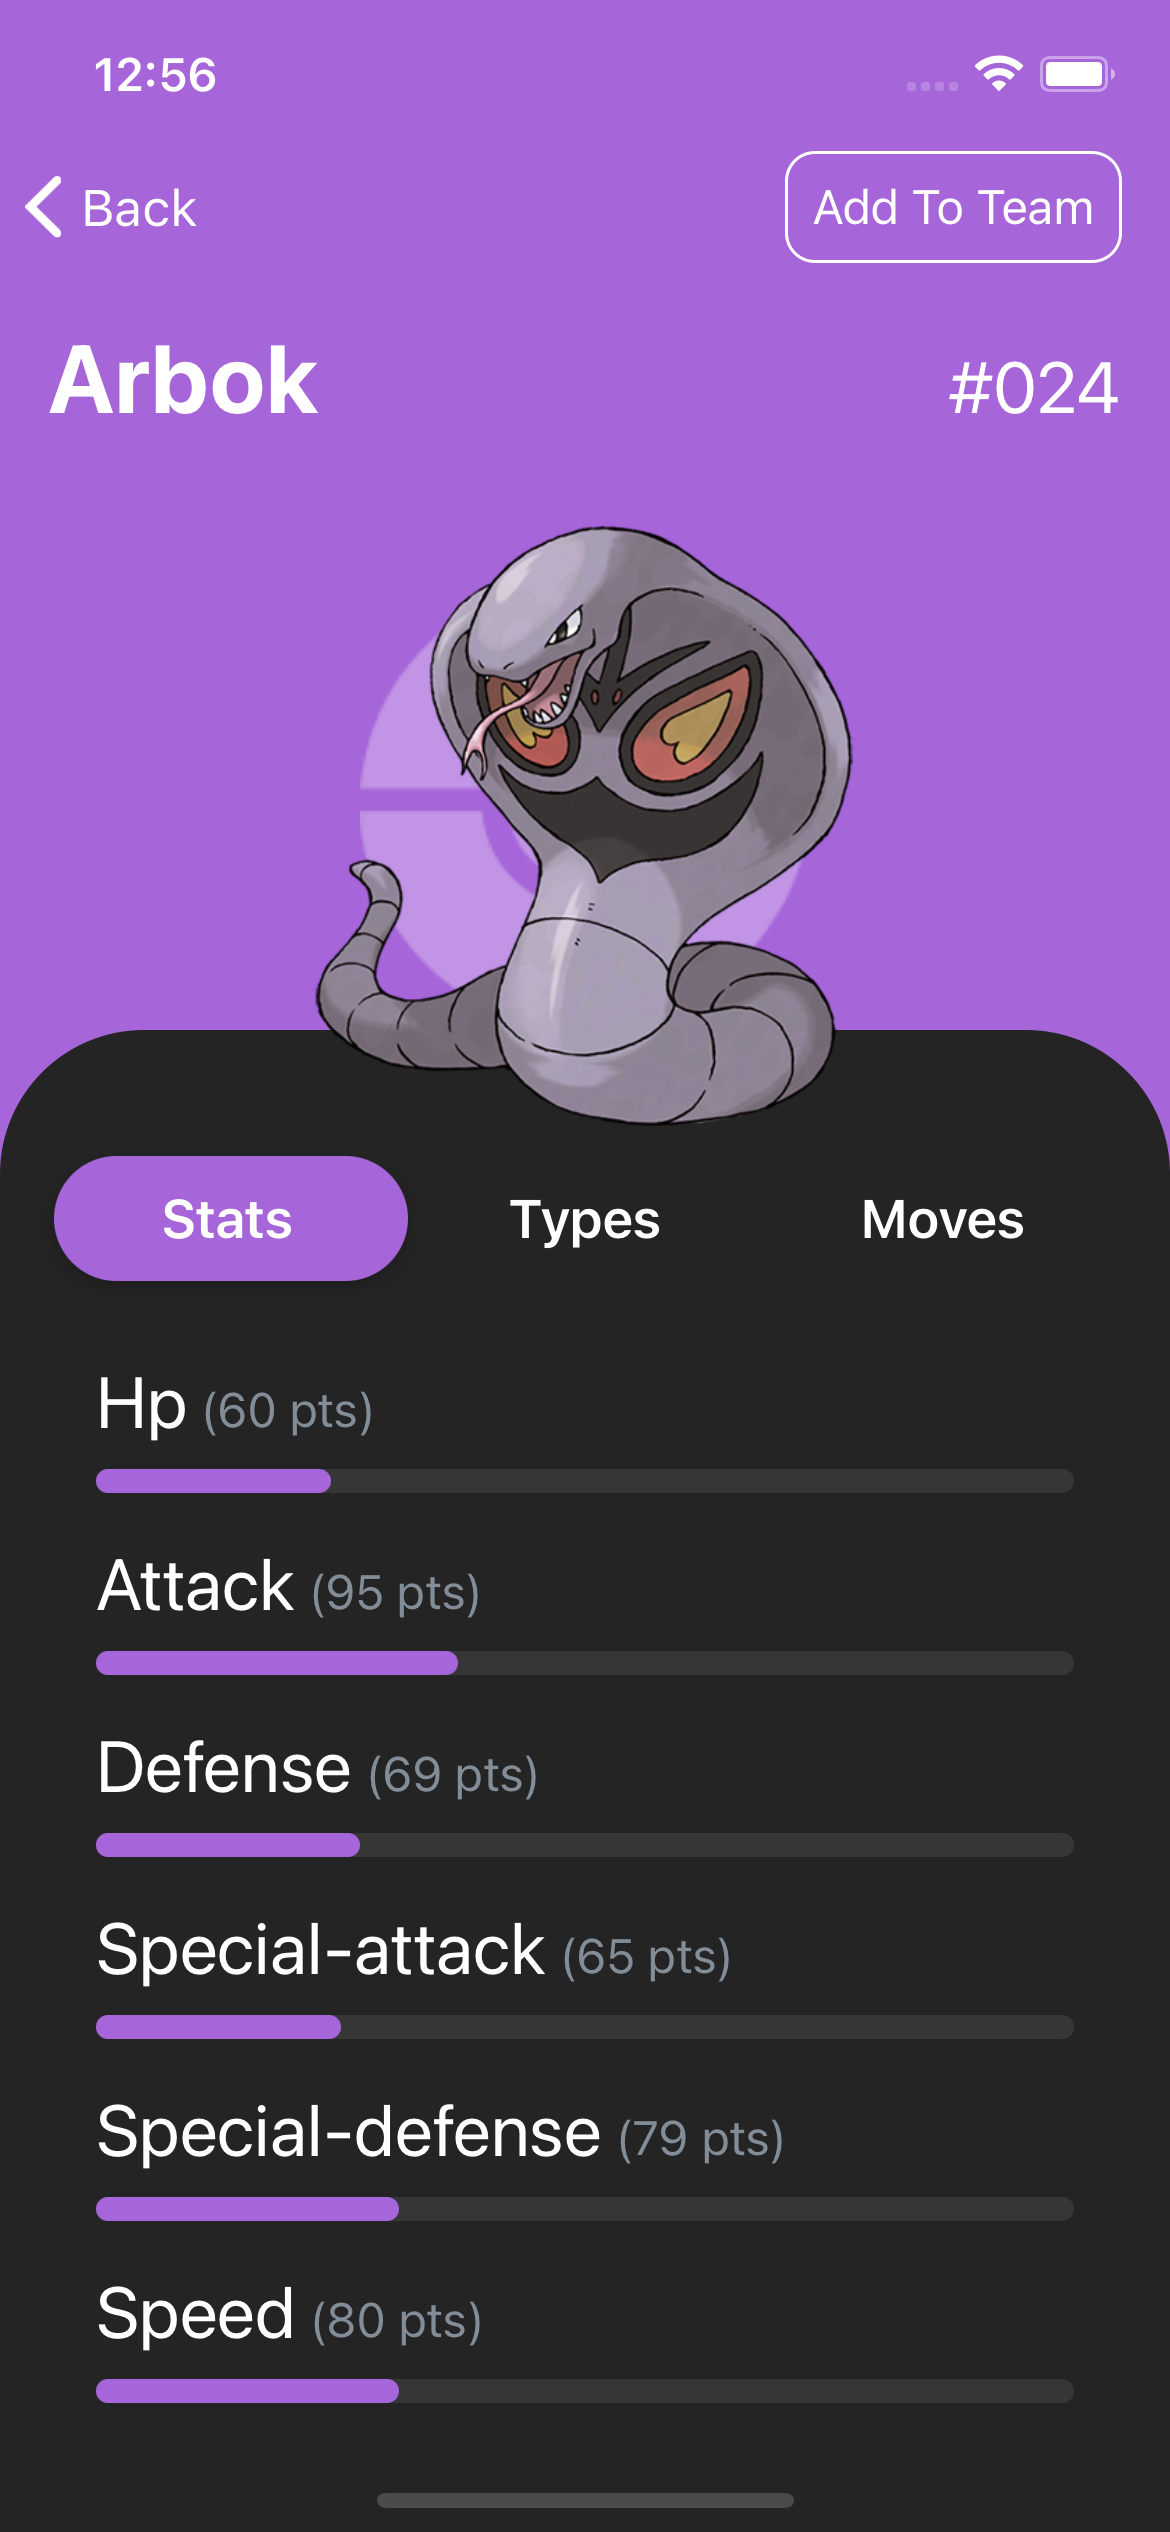 12:56
Back
Add To Team
Arbok
#024
Stats
Types
Moves
Hp (60 pts)
Attack (95 pts)
Defense (69 pts)
Special-attack (65 pts)
Special-defense (79 pts)
Speed (80 pts)